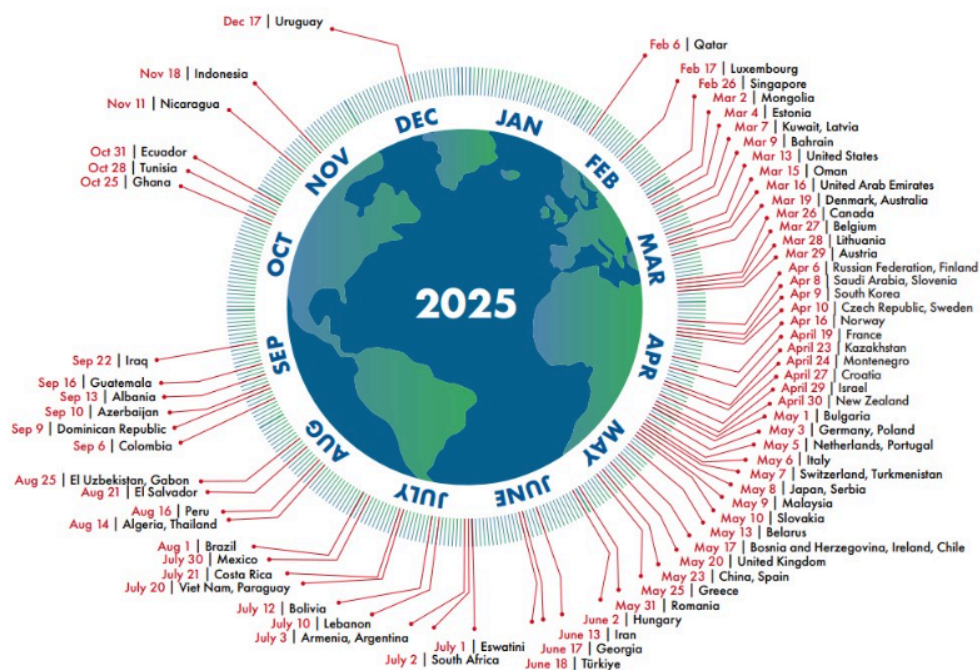 Dec 17 | Uruguay
Nov 18 | Indonesia
Nov 11 | Nicaragua
Oct 31 | Ecuador
Oct 28 | Tunisia
Oct 25 | Ghana
Sep 22 | Iraq
Sep 16 | Guatemala
Sep 13 | Albania
Sep 10 | Azerbaijan
Sep 9 | Dominican Republic
Sep 6 | Colombia
Aug 25 | El Uzbekistan, Gabon
Aug 21 | El Salvador
Aug 16 | Peru
Aug 14 | Algeria, Thailand
Aug 1 | Brazil
July 30 | Mexico
July 21 | Costa Rica
July 20 | Viet Nam, Paraguay
July 12 | Bolivia
July 10 | Lebanon
July 3 | Armenia, Argentina
July 1 | Eswatini
July 2 | South Africa
JAN
FEB
MAR
APR
MAY
JUNE
JULY
AUG
SEP
OCT
NOV
DEC
2025
Feb 6 | Qatar
Feb 17 | Luxembourg
Feb 26 | Singapore
Mar 2 | Mongolia
Mar 4 | Estonia
Mar 7 | Kuwait, Latvia
Mar 9 | Bahrain
Mar 13 | United States
Mar 15 | Oman
Mar 16 | United Arab Emirates
Mar 19 | Denmark, Australia
Mar 26 | Canada
Mar 27 | Belgium
Mar 28 | Lithuania
Mar 29 | Austria
Apr 6 | Russian Federation, Finland
Apr 8 | Saudi Arabia, Slovenia
Apr 9 | South Korea
Apr 10 | Czech Republic, Sweden
Apr 16 | Norway
April 19 | France
April 23 | Kazakhstan
April 24 | Montenegro
April 27 | Croatia
April 29 | Israel
April 30 | New Zealand
May 1 | Bulgaria
May 3 | Germany, Poland
May 5 | Netherlands, Portugal
May 6 | Italy
May 7 | Switzerland, Turkmenistan
May 8 | Japan, Serbia
May 9 | Malaysia
May 10 | Slovakia
May 13 | Belarus
May 17 | Bosnia and Herzegovina, Ireland, Chile
May 20 | United Kingdom
May 23 | China, Spain
May 25 | Greece
May 31 | Romania
June 2 | Hungary
June 13 | Iran
June 17 | Georgia
June 18 | Türkiye